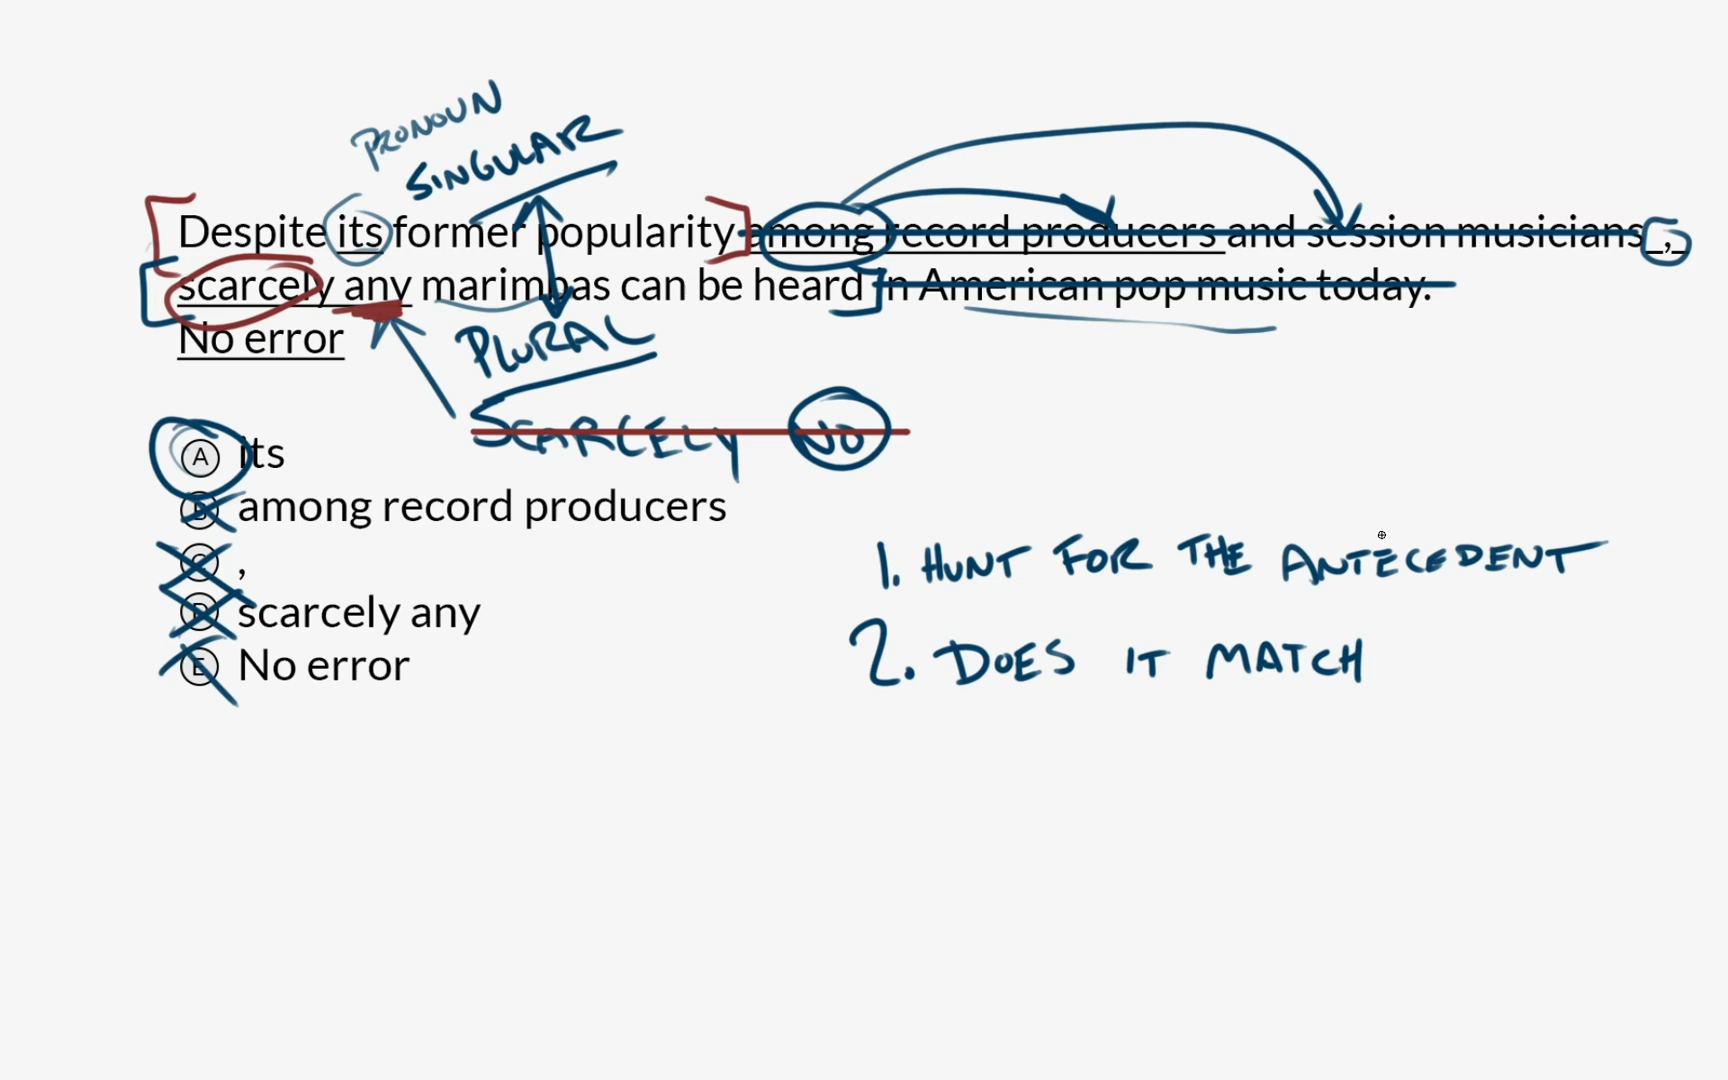 PRONOUN
SINGULAR
Despite its former popularity among record producers and session musicians ,
scarcely any marimbas can be heard in American pop music today.
No error
PLURAL
SCARCELY NO
A its
B among record producers
C ,
D scarcely any
E No error
1. HUNT FOR THE ANTECEDENT
2. DOES IT MATCH